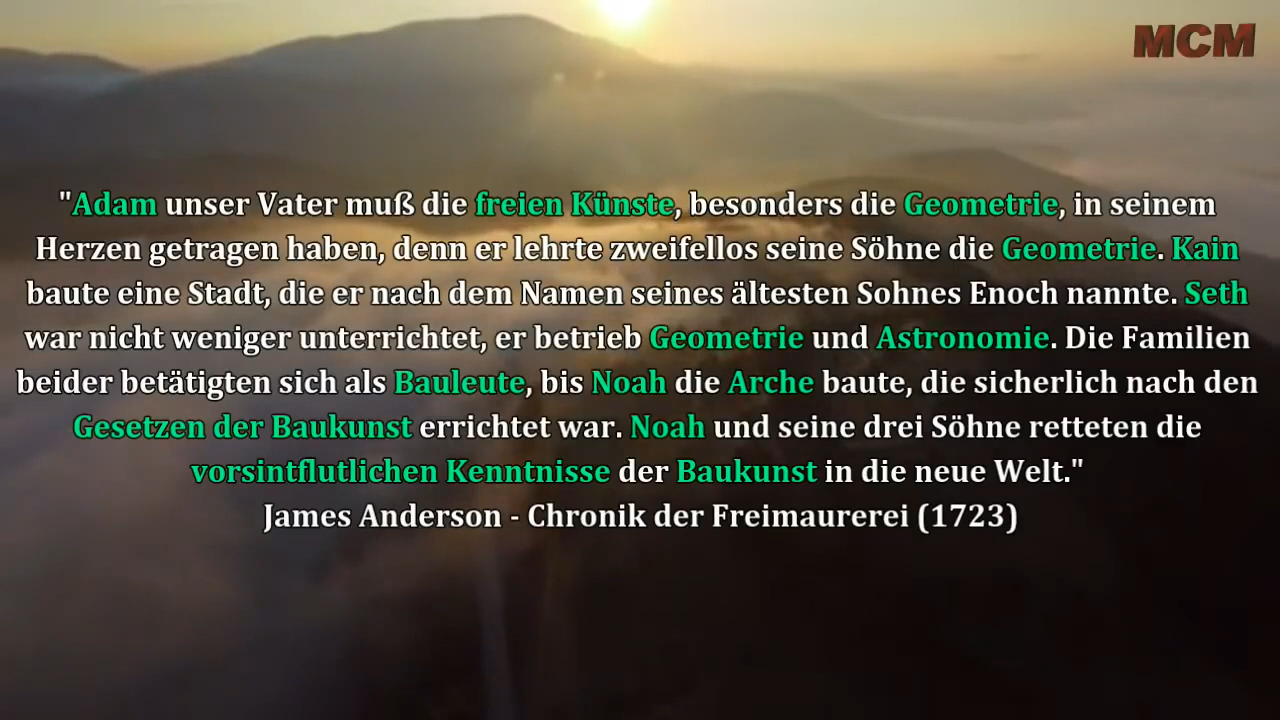 MCM
"Adam unser Vater muß die freien Künste, besonders die Geometrie, in seinem
Herzen getragen haben, denn er lehrte zweifellos seine Söhne die Geometrie. Kain
baute eine Stadt, die er nach dem Namen seines ältesten Sohnes Enoch nannte. Seth
war nicht weniger unterrichtet, er betrieb Geometrie und Astronomie. Die Familien
beider betätigten sich als Bauleute, bis Noah die Arche baute, die sicherlich nach den
Gesetzen der Baukunst errichtet war. Noah und seine drei Söhne retteten die
vorsintflutlichen Kenntnisse der Baukunst in die neue Welt."
James Anderson - Chronik der Freimaurerei (1723)